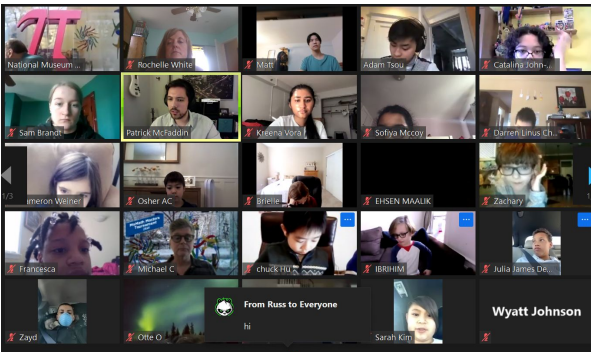 National Museum ...
Rochelle White
Matt
Adam Tsou
Catalina John-...
Sam Brandt
Patrick McFaddin
Kreena Vora
Sofiya Mccoy
Darren Linus Ch...
1/3
meron Weiner
Osher AC
Brielle
EHSEN MAALIK
Zachary
Francesca
Michael C
chuck Hu
IBRIHIM
Julia James De...
Zayd
Otte O
From Russ to Everyone
hi
Sarah Kim
Wyatt Johnson